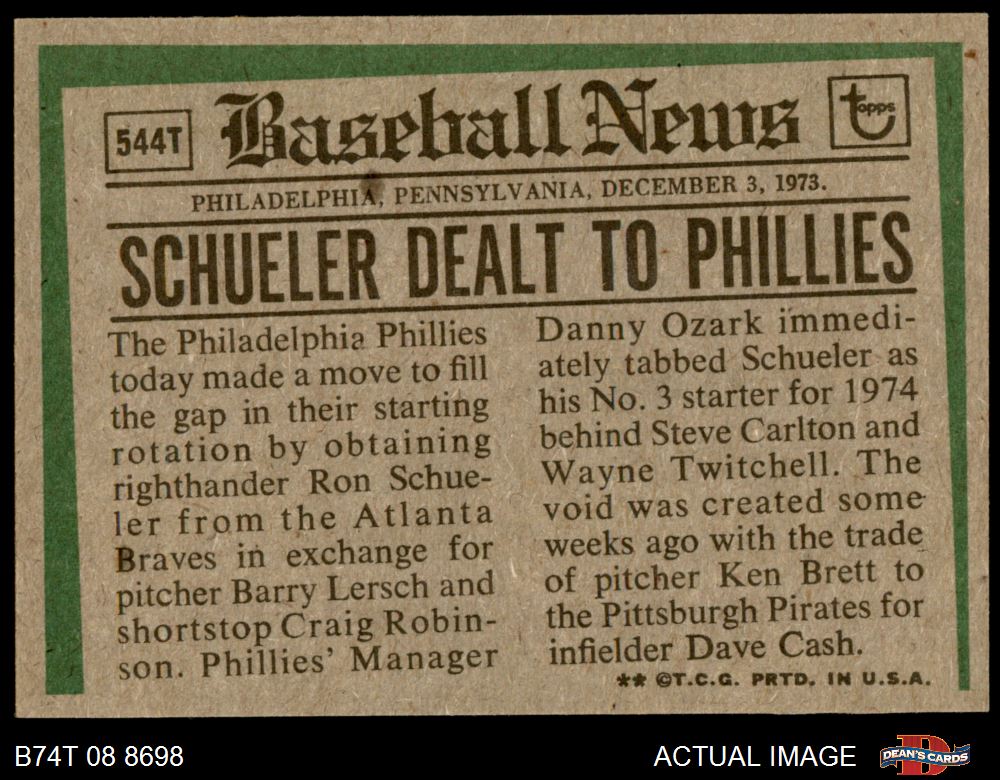 544T
Baseball News
topps
PHILADELPHIA, PENNSYLVANIA, DECEMBER 3, 1973.
SCHUELER DEALT TO PHILLIES
The Philadelphia Phillies
today made a move to fill
the gap in their starting
rotation by obtaining
righthander Ron Schue-
ler from the Atlanta
Braves in exchange for
pitcher Barry Lersch and
shortstop Craig Robin-
son. Phillies' Manager
Danny Ozark immedi-
ately tabbed Schueler as
his No. 3 starter for 1974
behind Steve Carlton and
Wayne Twitchell. The
void was created some
weeks ago with the trade
of pitcher Ken Brett to
the Pittsburgh Pirates for
infielder Dave Cash.
** ©T.C.G. PRTD. IN U.S.A.
B74T 08 8698
ACTUAL IMAGE
D
DEAN'S CARDS